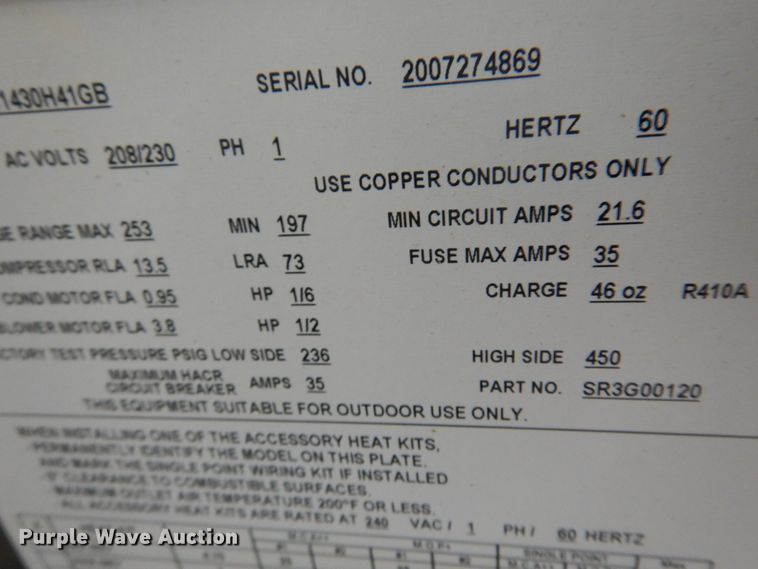 1430H41GB SERIAL NO. 2007274869
AC VOLTS 208/230 PH 1 HERTZ 60
USE COPPER CONDUCTORS ONLY
GE RANGE MAX 253 MIN 197 MIN CIRCUIT AMPS 21.6
OMPRESSOR RLA 13.5 LRA 73 FUSE MAX AMPS 35
COND MOTOR FLA 0.95 HP 1/6 CHARGE 46 oz R410A
BLOWER MOTOR FLA 3.8 HP 1/2
CTORY TEST PRESSURE PSIG LOW SIDE 236 HIGH SIDE 450
MAXIMUM HACR
CIRCUIT BREAKER AMPS 35 PART NO. SR3G00120
THIS EQUIPMENT SUITABLE FOR OUTDOOR USE ONLY.
WHEN INSTALLING ONE OF THE ACCESSORY HEAT KITS,
-PERMANENTLY IDENTIFY THE MODEL ON THIS PLATE.
AND MARK THE SINGLE POINT WIRING KIT IF INSTALLED
-0" CLEARANCE TO COMBUSTIBLE SURFACES.
-MAXIMUM OUTLET AIR TEMPERATURE 200°F OR LESS.
-ALL ACCESSORY HEAT KITS ARE RATED AT 240 VAC / 1 PH / 60 HERTZ
SINGLE POINT
Purple Wave Auction